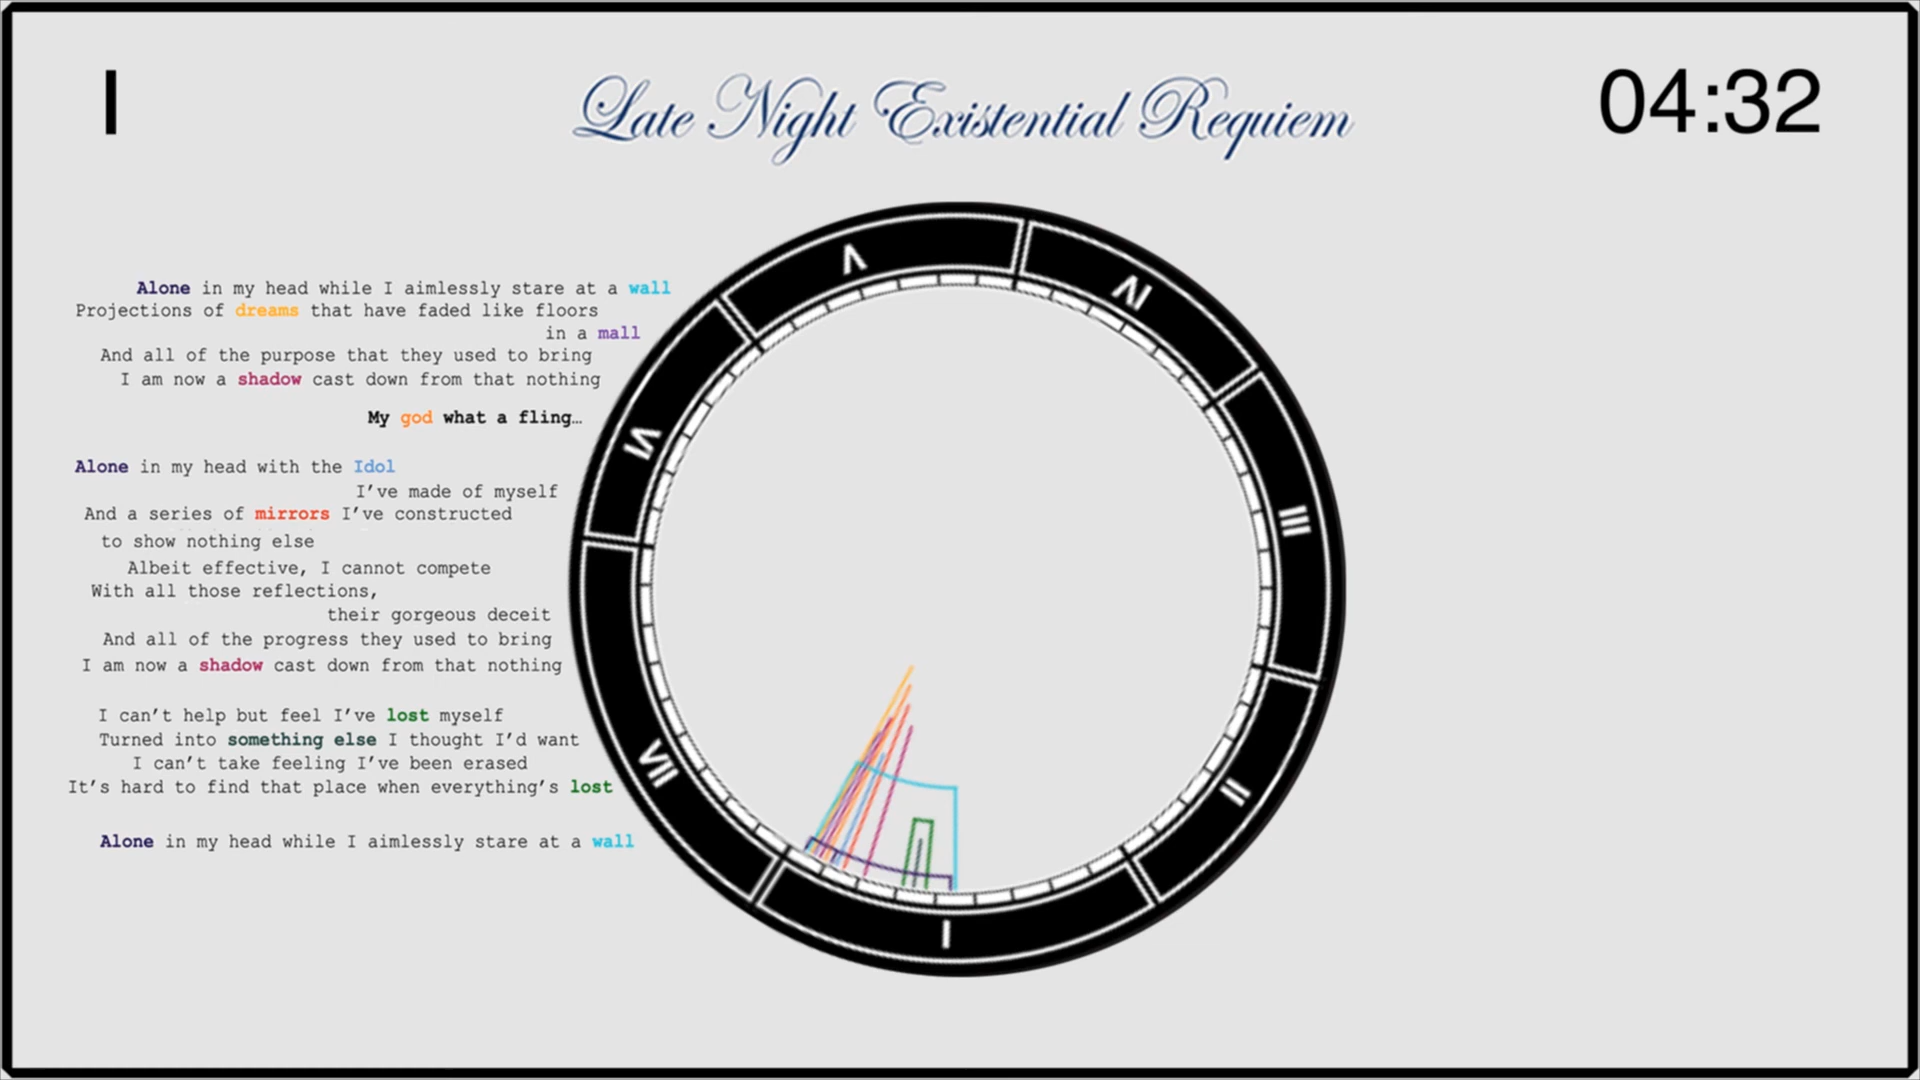 I
Late Night Existential Requiem
04:32
Alone in my head while I aimlessly stare at a wall
Projections of dreams that have faded like floors
in a mall
And all of the purpose that they used to bring
I am now a shadow cast down from that nothing
My god what a fling…
Alone in my head with the Idol
I’ve made of myself
And a series of mirrors I’ve constructed
to show nothing else
Albeit effective, I cannot compete
With all those reflections,
their gorgeous deceit
And all of the progress they used to bring
I am now a shadow cast down from that nothing
I can’t help but feel I’ve lost myself
Turned into something else I thought I’d want
I can’t take feeling I’ve been erased
It’s hard to find that place when everything’s lost
Alone in my head while I aimlessly stare at a wall
V
IV
VI
III
VII
II
I